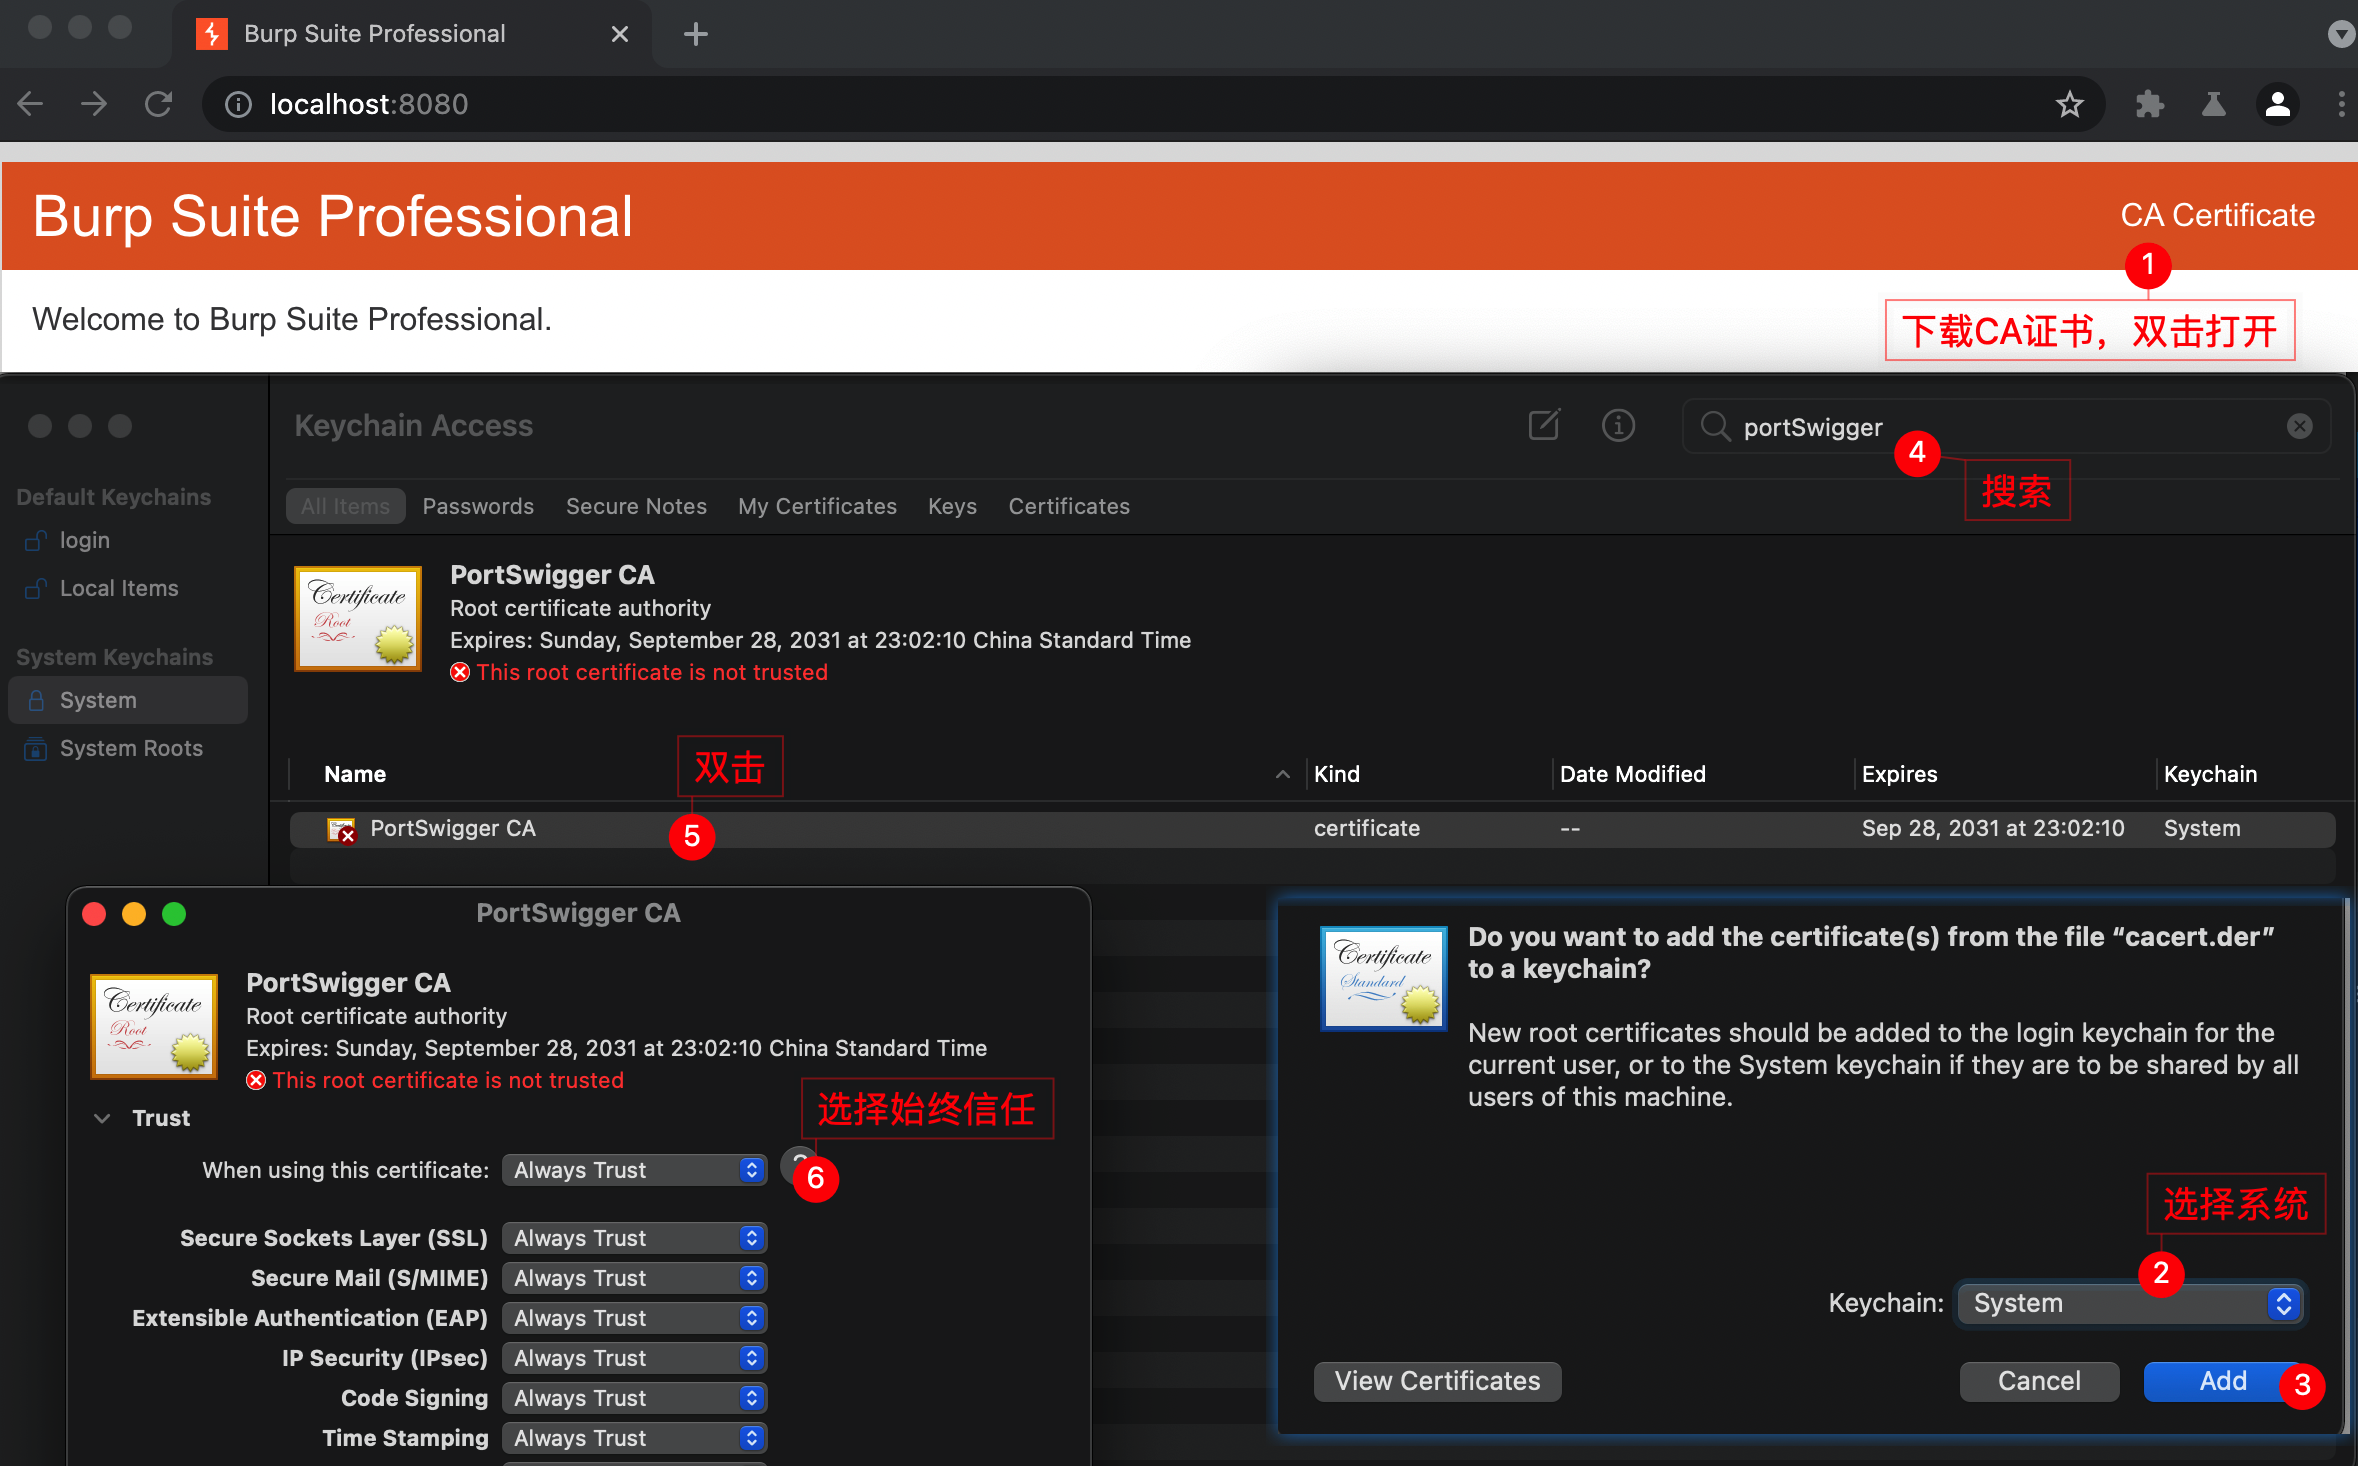 Burp Suite Professional
localhost:8080
Burp Suite Professional
CA Certificate
1
下载CA证书，双击打开
Welcome to Burp Suite Professional.
Keychain Access
portSwigger
4
搜索
Default Keychains
login
Local Items
System Keychains
System
System Roots
All Items
Passwords
Secure Notes
My Certificates
Keys
Certificates
Certificate
Root
PortSwigger CA
Root certificate authority
Expires: Sunday, September 28, 2031 at 23:02:10 China Standard Time
This root certificate is not trusted
双击
5
Name
Kind
Date Modified
Expires
Keychain
PortSwigger CA
certificate
--
Sep 28, 2031 at 23:02:10
System
PortSwigger CA
Certificate
Root
PortSwigger CA
Root certificate authority
Expires: Sunday, September 28, 2031 at 23:02:10 China Standard Time
This root certificate is not trusted
选择始终信任
6
Trust
When using this certificate: Always Trust
Secure Sockets Layer (SSL) Always Trust
Secure Mail (S/MIME) Always Trust
Extensible Authentication (EAP) Always Trust
IP Security (IPsec) Always Trust
Code Signing Always Trust
Time Stamping Always Trust
Certificate
Standard
Do you want to add the certificate(s) from the file “cacert.der”
to a keychain?
New root certificates should be added to the login keychain for the
current user, or to the System keychain if they are to be shared by all
users of this machine.
选择系统
2
Keychain: System
View Certificates
Cancel
Add
3